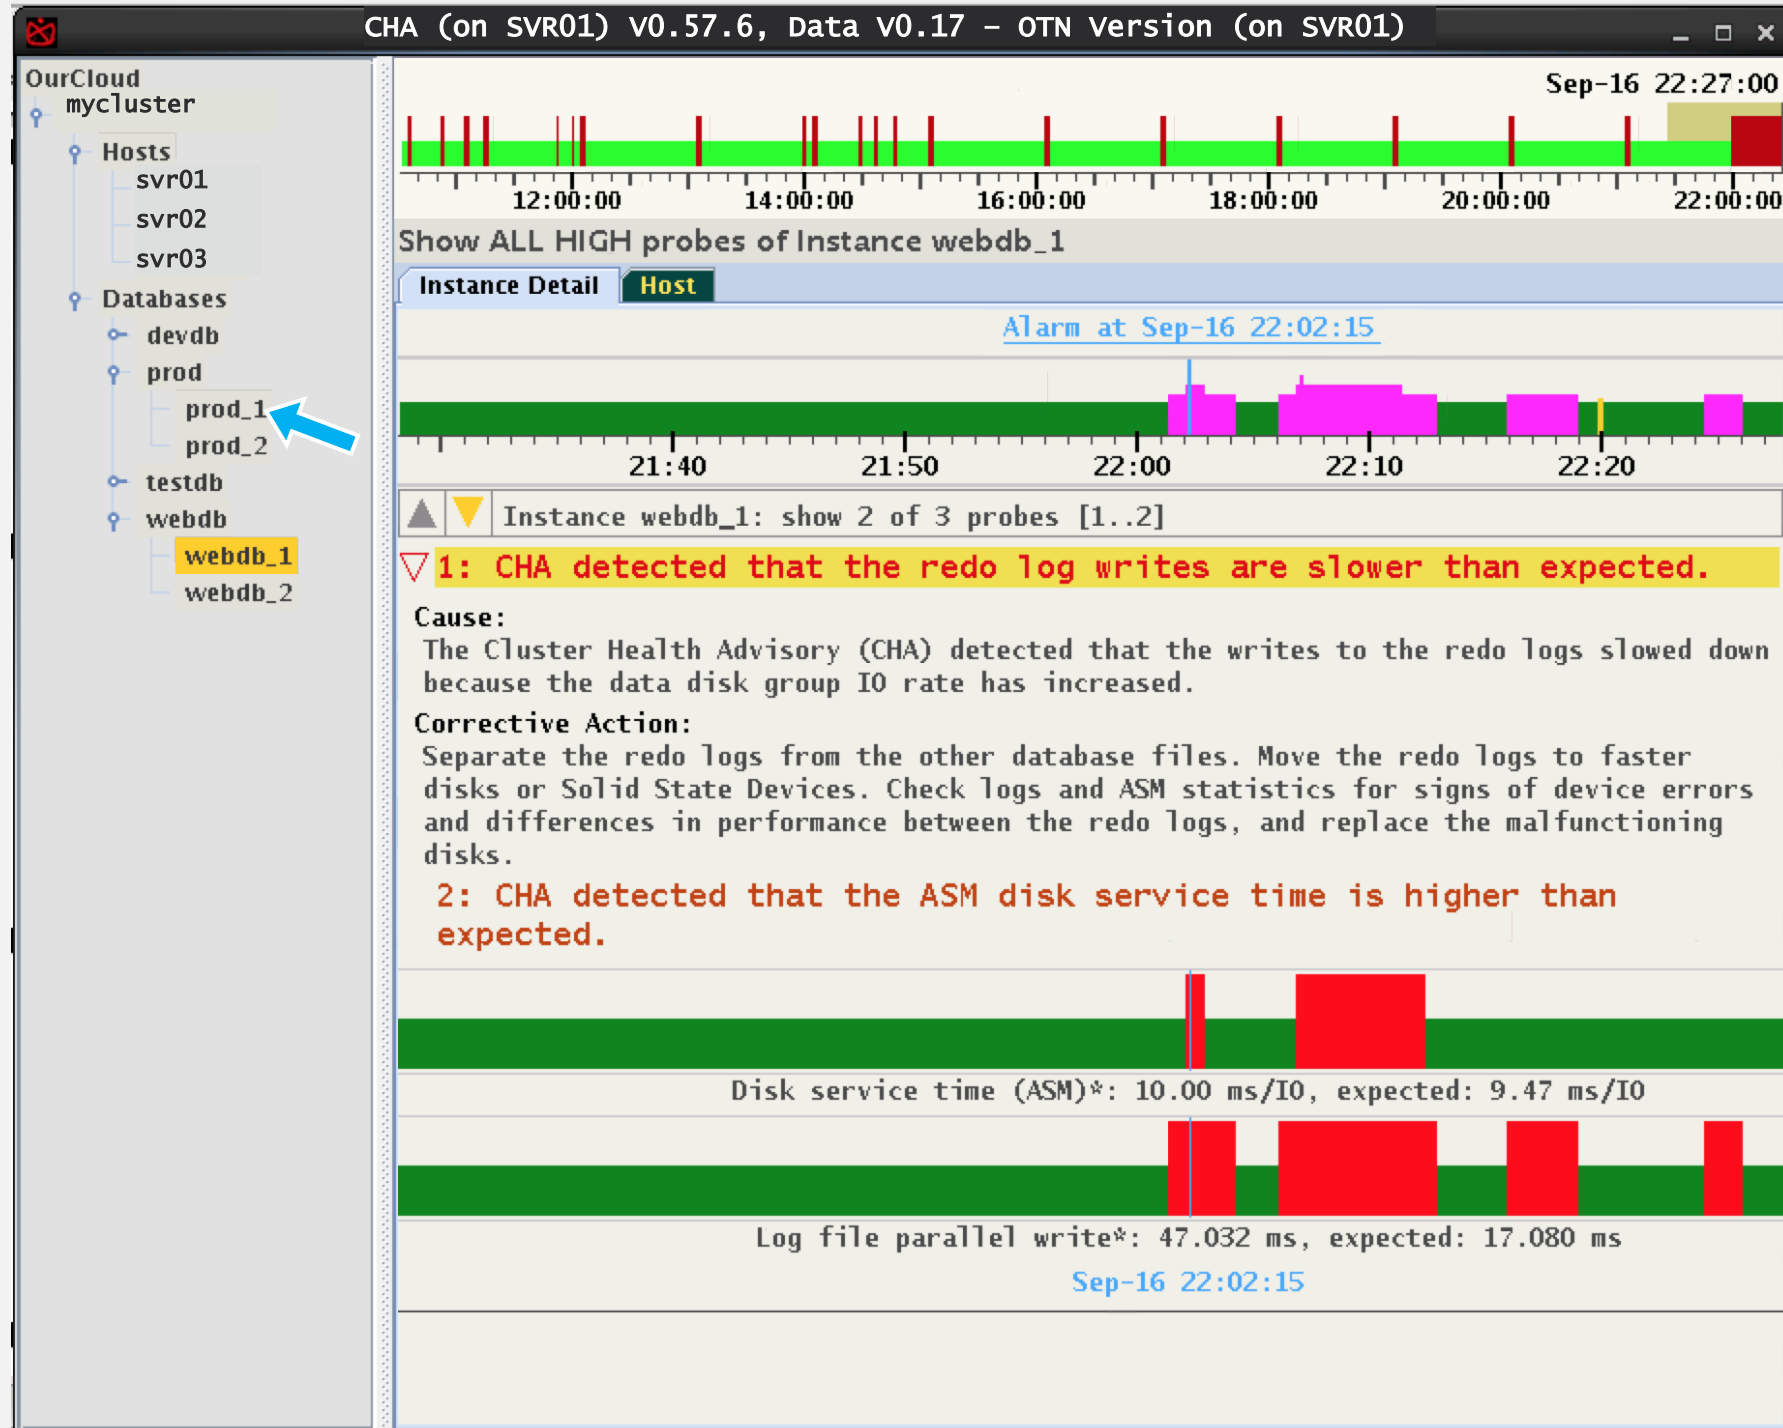 CHA (on SVR01) V0.57.6, Data V0.17 – OTN Version (on SVR01)
OurCloud
mycluster
Hosts
svr01
svr02
svr03
Databases
devdb
prod
prod_1
prod_2
testdb
webdb
webdb_1
webdb_2
Sep-16 22:27:00
12:00:00 14:00:00 16:00:00 18:00:00 20:00:00 22:00:00
Show ALL HIGH probes of Instance webdb_1
Instance Detail Host
Alarm at Sep-16 22:02:15
21:40 21:50 22:00 22:10 22:20
Instance webdb_1: show 2 of 3 probes [1..2]
1: CHA detected that the redo log writes are slower than expected.
Cause:
The Cluster Health Advisory (CHA) detected that the writes to the redo logs slowed down
because the data disk group IO rate has increased.
Corrective Action:
Separate the redo logs from the other database files. Move the redo logs to faster
disks or Solid State Devices. Check logs and ASM statistics for signs of device errors
and differences in performance between the redo logs, and replace the malfunctioning
disks.
2: CHA detected that the ASM disk service time is higher than
expected.
Disk service time (ASM)*: 10.00 ms/IO, expected: 9.47 ms/IO
Log file parallel write*: 47.032 ms, expected: 17.080 ms
Sep-16 22:02:15